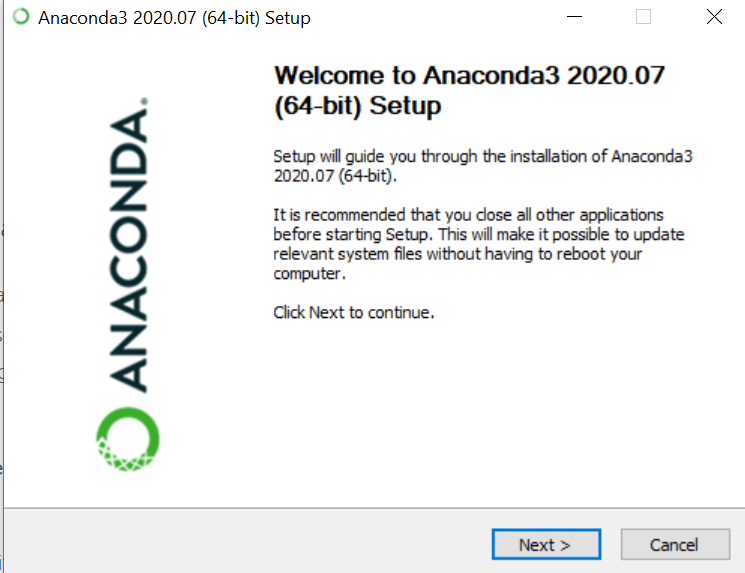 Anaconda3 2020.07 (64-bit) Setup
Welcome to Anaconda3 2020.07
(64-bit) Setup
ANACONDA.
Setup will guide you through the installation of Anaconda3
2020.07 (64-bit).
It is recommended that you close all other applications
before starting Setup. This will make it possible to update
relevant system files without having to reboot your
computer.
Click Next to continue.
Next >
Cancel